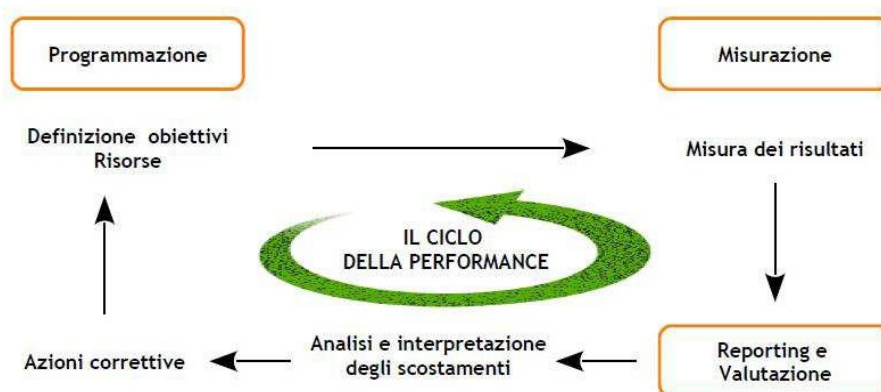 Programmazione
Misurazione
Definizione obiettivi
Risorse
Misura dei risultati
IL CICLO
DELLA PERFORMANCE
Azioni correttive
Analisi e interpretazione
degli scostamenti
Reporting e
Valutazione